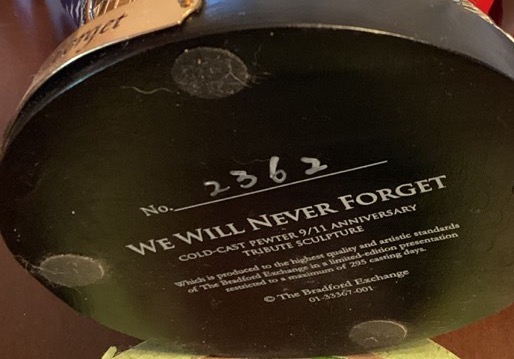 Forget
No. 2362
WE WILL NEVER FORGET
COLD-CAST PEWTER 9/11 ANNIVERSARY
TRIBUTE SCULPTURE
Which is produced to the highest quality and artistic standards
of The Bradford Exchange in a limited-edition presentation
restricted to a maximum of 295 casting days.
© The Bradford Exchange
01-33367-001